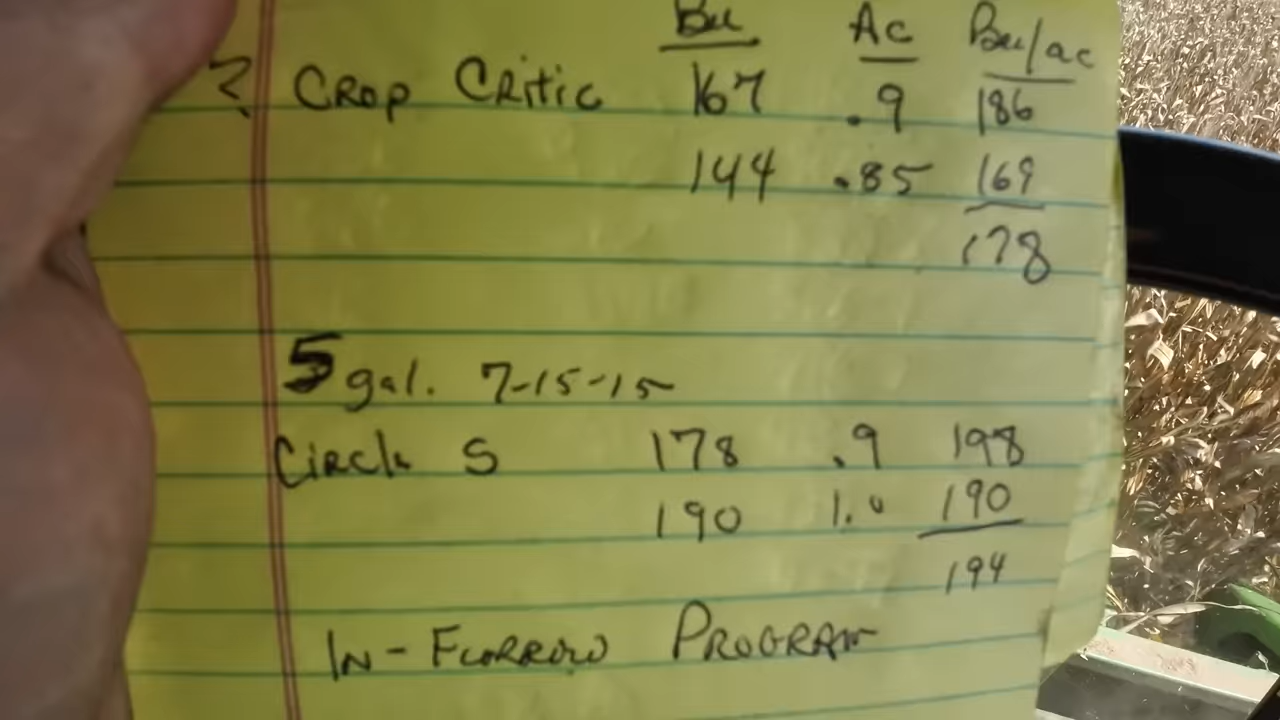 Bu Ac Bu/ac
? Crop Critic 167 .9 186
144 .85 169
178
5 gal. 7-15-15
Circle S 178 .9 198
190 1.0 190
194
In-Furrow Program